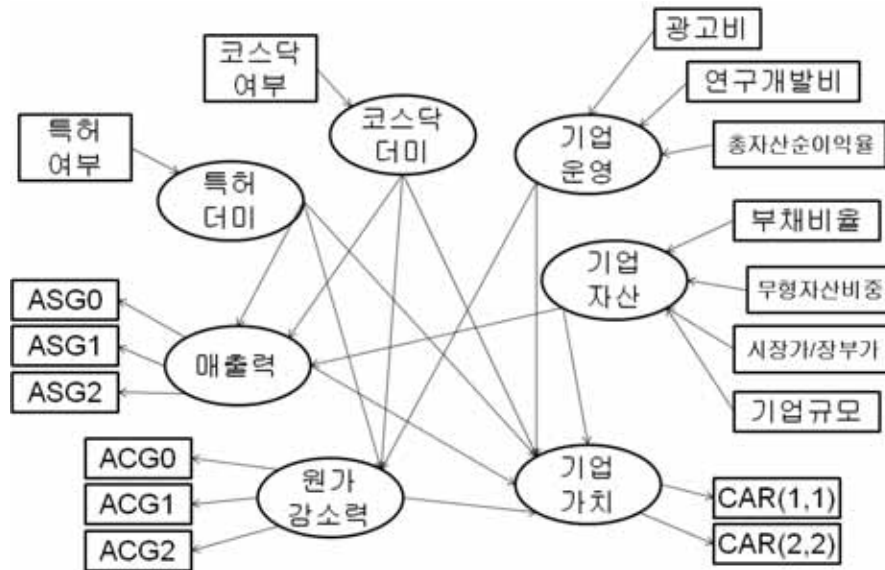 광고비
코스닥
여부
연구개발비
코스닥
더미
기업
운영
특허
여부
총자산순이익율
특허
더미
부채비율
기업
자산
무형자산비중
ASG0
ASG1
시장가/장부가
매출력
ASG2
기업규모
ACG0
원가
감소력
기업
가치
ACG1
CAR(1,1)
ACG2
CAR(2,2)